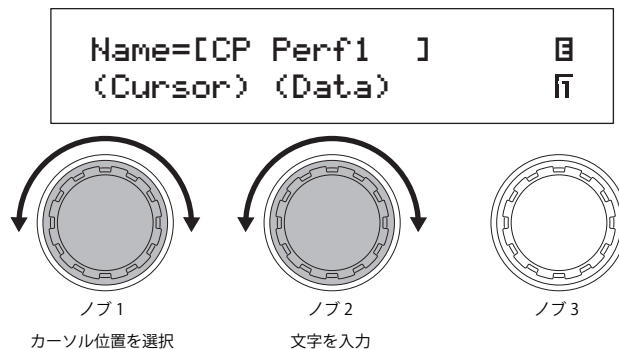 Name=[CP Perf1  ] E
(Cursor) (Data) 1
ノブ 1
ノブ 2
ノブ 3
カーソル位置を選択
文字を入力